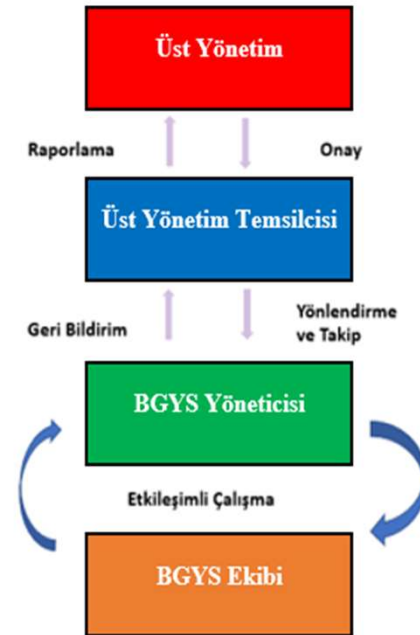 Üst Yönetim
Raporlama
Onay
Üst Yönetim Temsilcisi
Geri Bildirim
Yönlendirme
ve Takip
BGYS Yöneticisi
Etkileşimli Çalışma
BGYS Ekibi